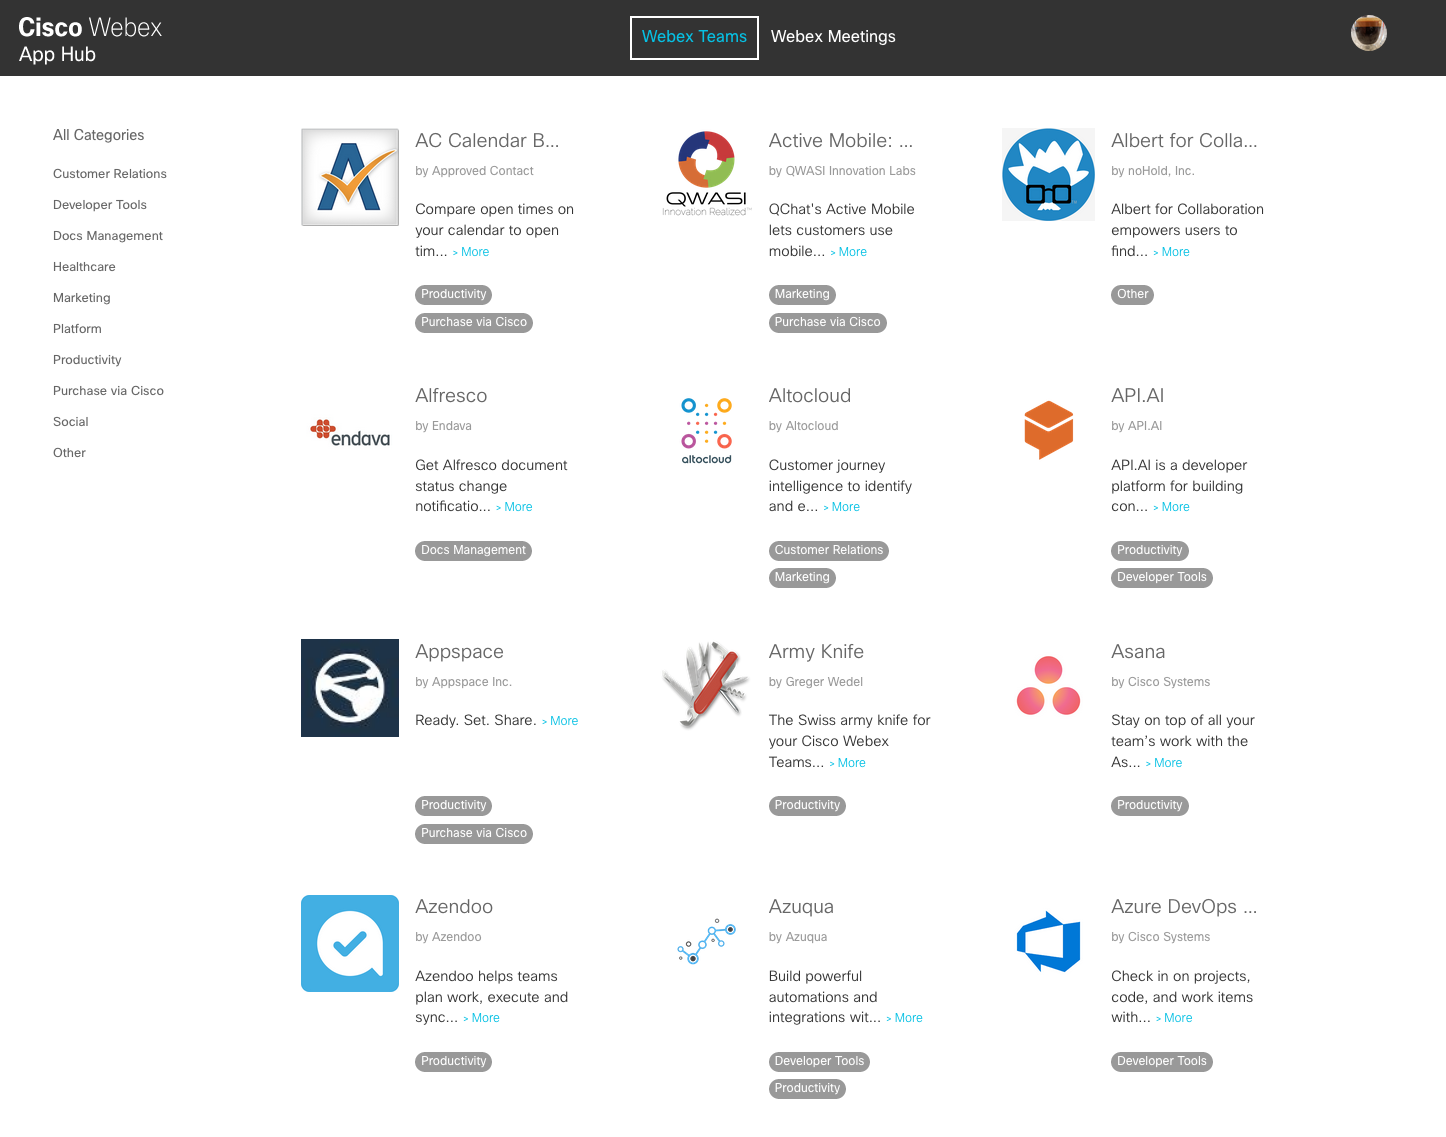 Cisco Webex
App Hub
Webex Teams
Webex Meetings
All Categories
Customer Relations
Developer Tools
Docs Management
Healthcare
Marketing
Platform
Productivity
Purchase via Cisco
Social
Other
AC Calendar B...
by Approved Contact
Compare open times on
your calendar to open
tim... > More
Productivity
Purchase via Cisco
QWASI
Innovation Realized™
Active Mobile: ...
by QWASI Innovation Labs
QChat's Active Mobile
lets customers use
mobile... > More
Marketing
Purchase via Cisco
Albert for Colla...
by noHold, Inc.
Albert for Collaboration
empowers users to
find... > More
Other
endava
Alfresco
by Endava
Get Alfresco document
status change
notificatio... > More
Docs Management
altocloud
Altocloud
by Altocloud
Customer journey
intelligence to identify
and e... > More
Customer Relations
Marketing
API.AI
by API.AI
API.AI is a developer
platform for building
con... > More
Productivity
Developer Tools
Appspace
by Appspace Inc.
Ready. Set. Share. > More
Productivity
Purchase via Cisco
Army Knife
by Greger Wedel
The Swiss army knife for
your Cisco Webex
Teams... > More
Productivity
Asana
by Cisco Systems
Stay on top of all your
team’s work with the
As... > More
Productivity
Azendoo
by Azendoo
Azendoo helps teams
plan work, execute and
sync... > More
Productivity
Azuqua
by Azuqua
Build powerful
automations and
integrations wit... > More
Developer Tools
Productivity
Azure DevOps ...
by Cisco Systems
Check in on projects,
code, and work items
with... > More
Developer Tools